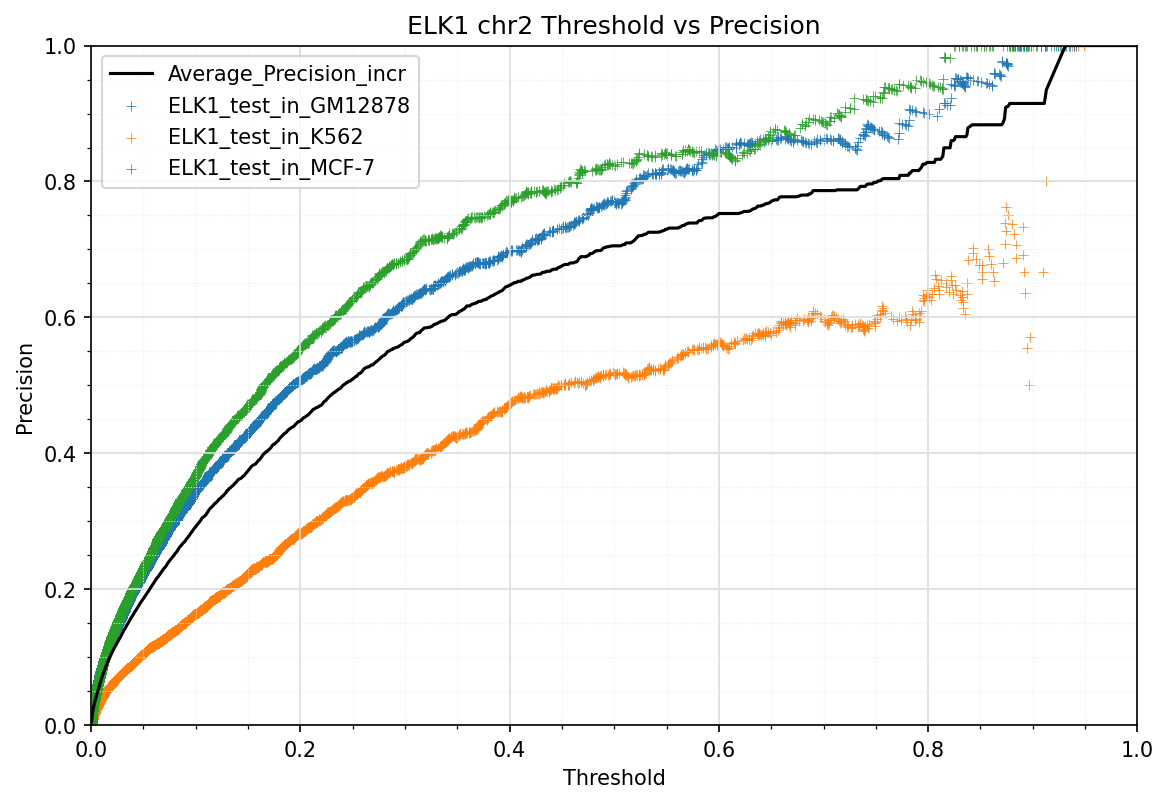 ELK1 chr2 Threshold vs Precision
1.0
0.8
0.6
0.4
0.2
0.0
Precision
Average_Precision_incr
ELK1_test_in_GM12878
ELK1_test_in_K562
ELK1_test_in_MCF-7
0.0 0.2 0.4 0.6 0.8 1.0
Threshold